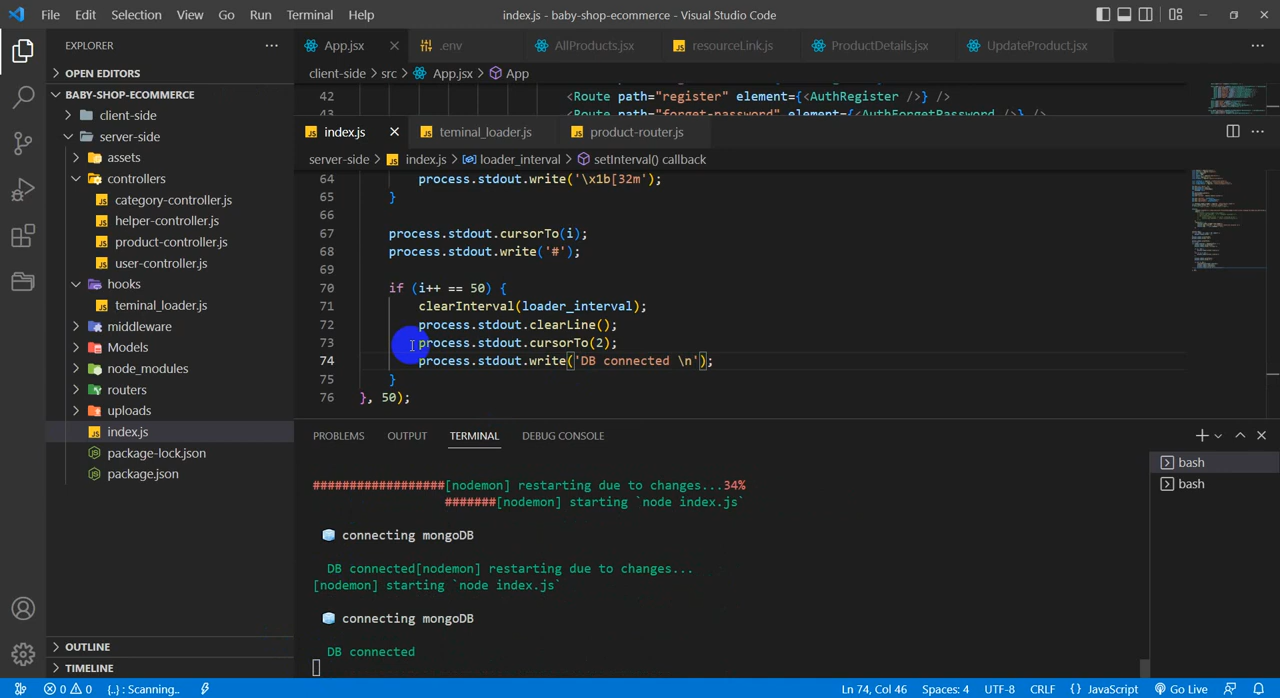 File Edit Selection View Go Run Terminal Help
index.js - baby-shop-ecommerce - Visual Studio Code
EXPLORER
OPEN EDITORS
BABY-SHOP-ECOMMERCE
client-side
server-side
assets
controllers
category-controller.js
helper-controller.js
product-controller.js
user-controller.js
hooks
teminal_loader.js
middleware
Models
node_modules
routers
uploads
index.js
package-lock.json
package.json
OUTLINE
TIMELINE
App.jsx .env AllProducts.jsx resourceLink.js ProductDetails.jsx UpdateProduct.jsx
client-side > src > App.jsx > App
42 <Route path="register" element={<AuthRegister />} />
43 <Route path="forget-password" element={<AuthForgetPassword />} />
index.js teminal_loader.js product-router.js
server-side > index.js > loader_interval > setInterval() callback
64 process.stdout.write('\x1b[32m');
65 }
66
67 process.stdout.cursorTo(i);
68 process.stdout.write('#');
69
70 if (i++ == 50) {
71 clearInterval(loader_interval);
72 process.stdout.clearLine();
73 process.stdout.cursorTo(2);
74 process.stdout.write('DB connected \n');
75 }
76 }, 50);
PROBLEMS OUTPUT TERMINAL DEBUG CONSOLE
##################[nodemon] restarting due to changes...34%
#######[nodemon] starting `node index.js`
connecting mongoDB
DB connected[nodemon] restarting due to changes...
[nodemon] starting `node index.js`
connecting mongoDB
DB connected
bash
bash
0 0 {..} : Scanning.. Ln 74, Col 46 Spaces: 4 UTF-8 CRLF {} JavaScript Go Live